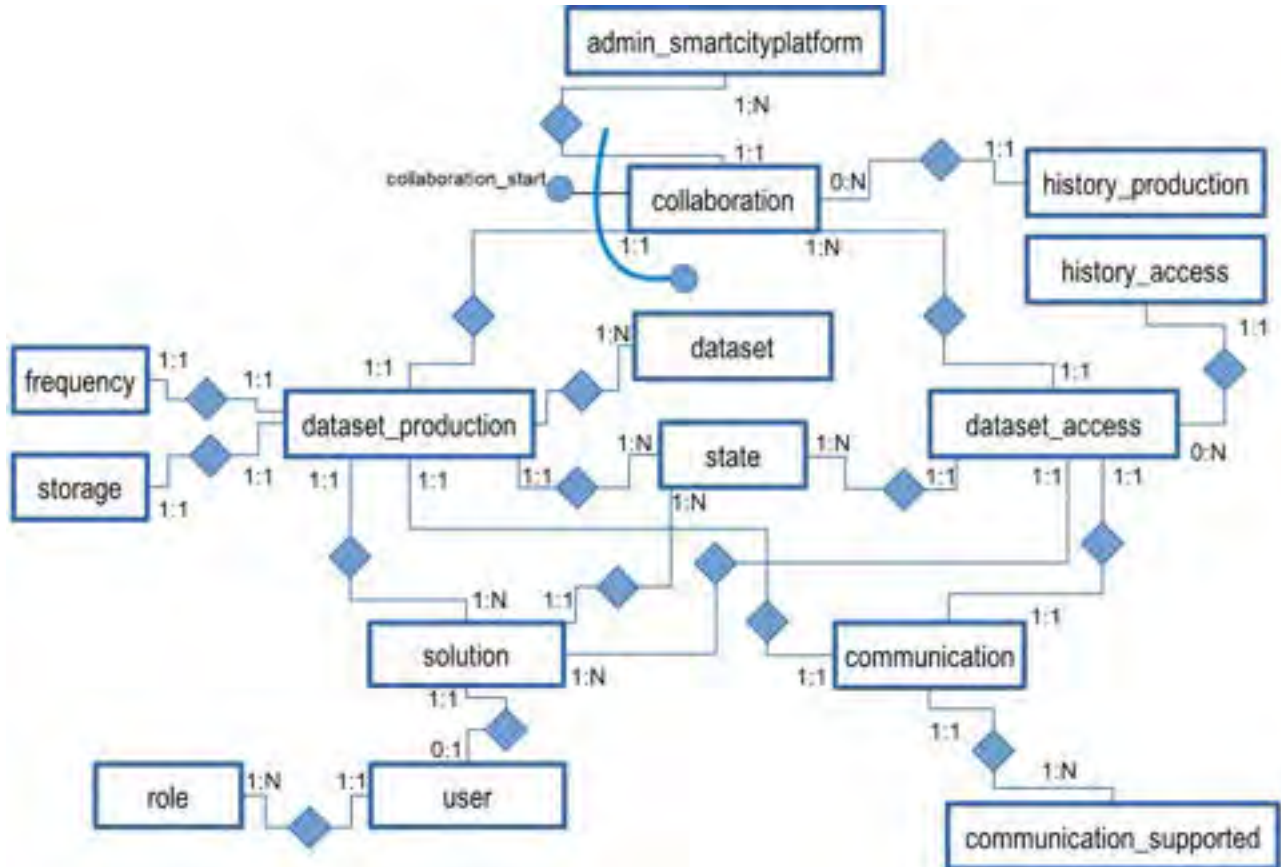 admin_smartcityplatform
1:N
1:1
1:1
collaboration_start
0:N
history_production
collaboration
1:1
1:N
history_access
1:N
dataset
1:1
1:1
1:1
1:1
1:1
frequency
dataset_production
dataset_access
1:N
state
1:N
storage
1:1
1:1
1:1
0:N
1:1
1:1
1:1
1:1
1:1
1:N
1:N
1:1
1:1
solution
communication
1:N
1:1
1:1
1:1
0:1
1:N
1:N
1:1
role
user
communication_supported